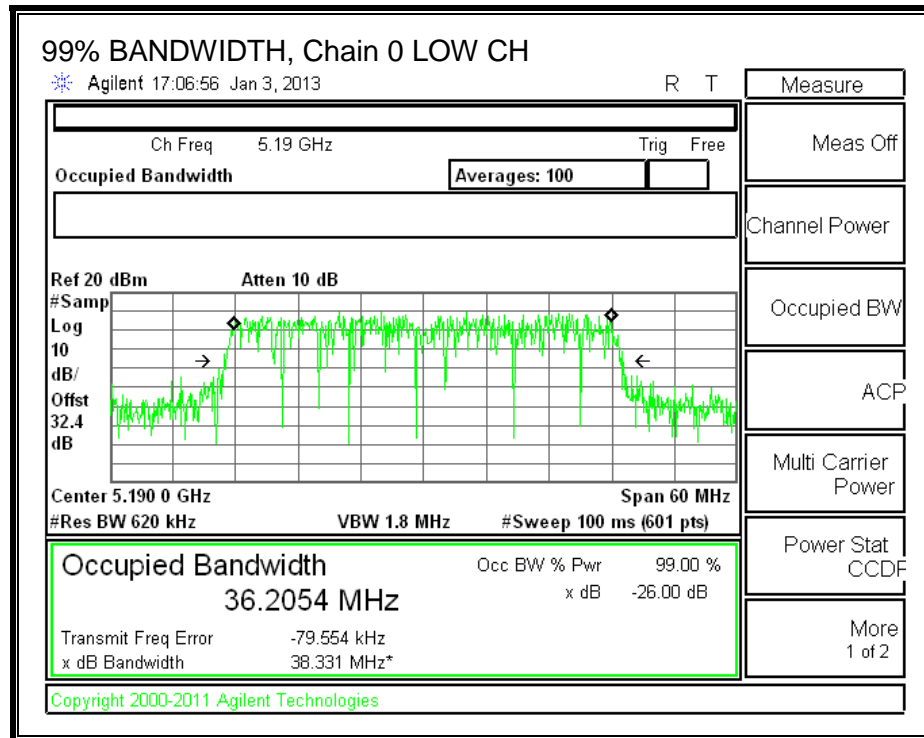 99% BANDWIDTH, Chain 0 LOW CH
Agilent 17:06:56 Jan 3, 2013 R T
Measure
Ch Freq 5.19 GHz Trig Free
Meas Off
Occupied Bandwidth Averages: 100
Channel Power
Ref 20 dBm Atten 10 dB
#Samp
Log
10
dB/
Offst
32.4
dB
Occupied BW
ACP
Multi Carrier
Power
Center 5.190 0 GHz Span 60 MHz
#Res BW 620 kHz VBW 1.8 MHz #Sweep 100 ms (601 pts)
Power Stat
CCDF
Occupied Bandwidth Occ BW % Pwr 99.00 %
36.2054 MHz x dB -26.00 dB
Transmit Freq Error -79.554 kHz
x dB Bandwidth 38.331 MHz*
More
1 of 2
Copyright 2000-2011 Agilent Technologies